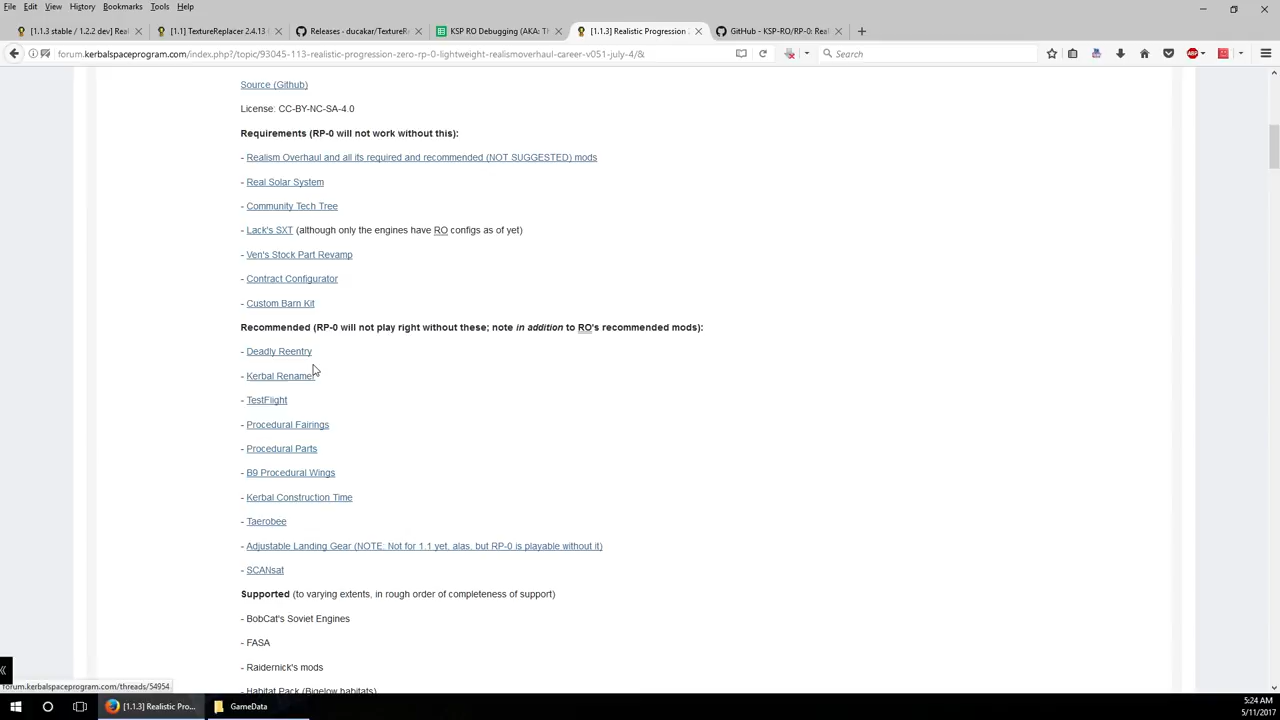 File Edit View History Bookmarks Tools Help
[1.1.3 stable / 1.2.2 dev] Real
[1.1] TextureReplacer 2.4.13
Releases - ducakar/TextureR
KSP RO Debugging (AKA: Th
[1.1.3] Realistic Progression Z
GitHub - KSP-RO/RP-0: Real
forum.kerbalspaceprogram.com/index.php?/topic/93045-113-realistic-progression-zero-rp-0-lightweight-realismoverhaul-career-v051-july-4/&
Search
Source (Github)
License: CC-BY-NC-SA-4.0
Requirements (RP-0 will not work without this):
- Realism Overhaul and all its required and recommended (NOT SUGGESTED) mods
- Real Solar System
- Community Tech Tree
- Lack's SXT (although only the engines have RO configs as of yet)
- Ven's Stock Part Revamp
- Contract Configurator
- Custom Barn Kit
Recommended (RP-0 will not play right without these; note in addition to RO's recommended mods):
- Deadly Reentry
- Kerbal Renamer
- TestFlight
- Procedural Fairings
- Procedural Parts
- B9 Procedural Wings
- Kerbal Construction Time
- Taerobee
- Adjustable Landing Gear (NOTE: Not for 1.1 yet, alas, but RP-0 is playable without it)
- SCANsat
Supported (to varying extents, in rough order of completeness of support)
- BobCat's Soviet Engines
- FASA
- Raidernick's mods
- Habitat Pack (Bigelow habitats)
forum.kerbalspaceprogram.com/threads/54954
[1.1.3] Realistic Pro...
GameData
5:24 AM
5/11/2017